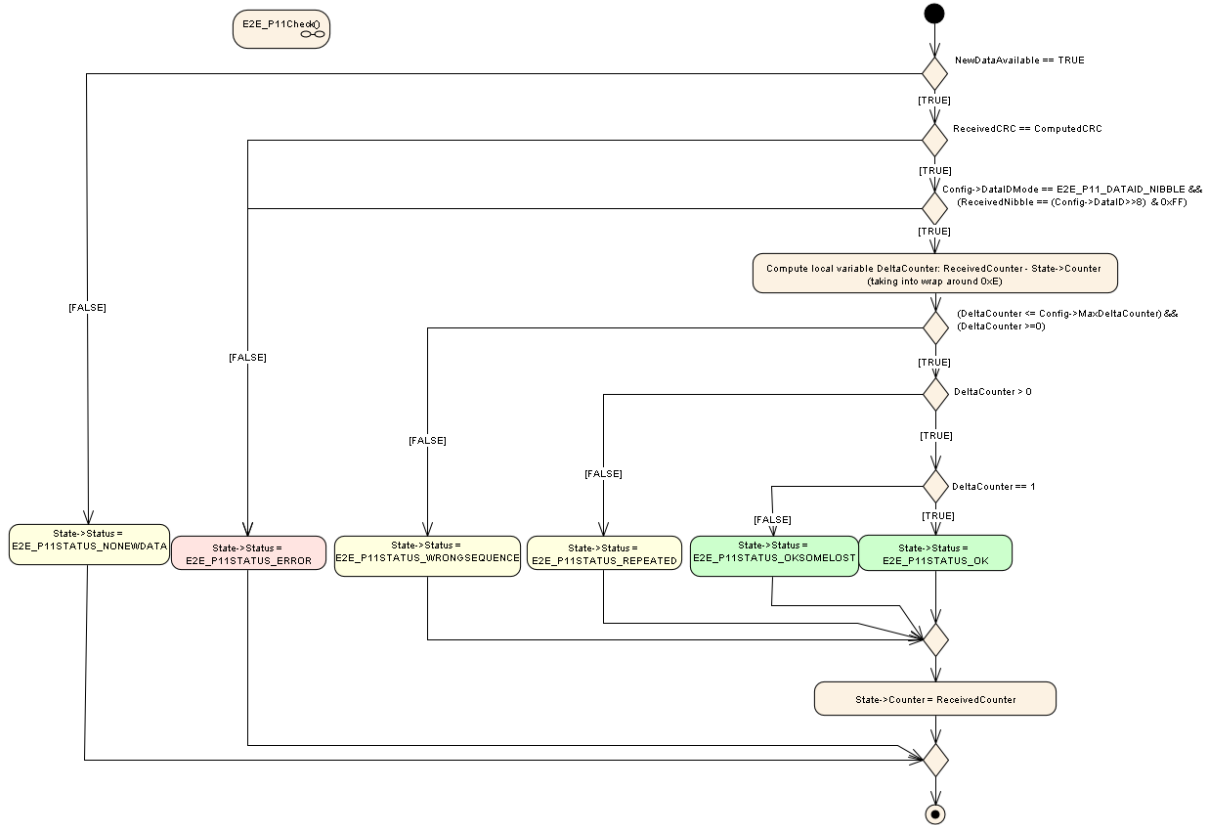 E2E_P11Check()
NewDataAvailable == TRUE
[TRUE]
ReceivedCRC == ComputedCRC
[TRUE]
Config->DataIDMode == E2E_P11_DATAID_NIBBLE &&
(ReceivedNibble == (Config->DataID>>8) & 0xFF)
[TRUE]
Compute local variable DeltaCounter: ReceivedCounter - State->Counter
(taking into wrap around 0xE)
[FALSE]
(DeltaCounter <= Config->MaxDeltaCounter) &&
(DeltaCounter >=0)
[FALSE]
[TRUE]
DeltaCounter > 0
[FALSE]
[TRUE]
[FALSE]
DeltaCounter == 1
[FALSE]
[TRUE]
State->Status =
E2E_P11STATUS_NONEWDATA
State->Status =
E2E_P11STATUS_ERROR
State->Status =
E2E_P11STATUS_WRONGSEQUENCE
State->Status =
E2E_P11STATUS_REPEATED
State->Status =
E2E_P11STATUS_OKSOMELOST
State->Status =
E2E_P11STATUS_OK
State->Counter = ReceivedCounter